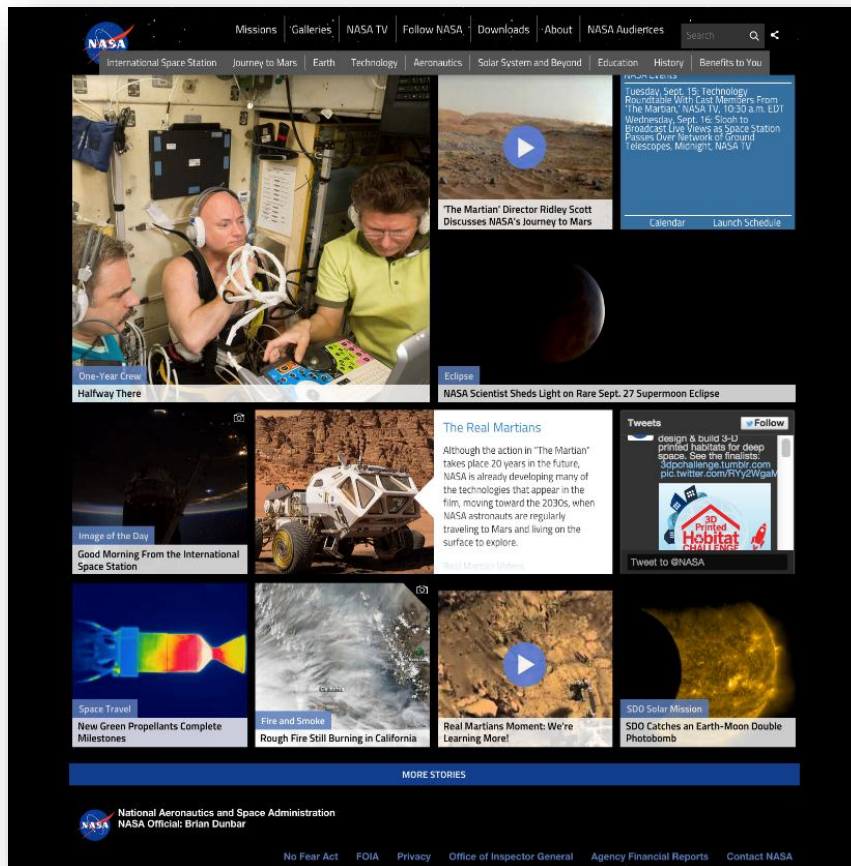 NASA
Missions
Galleries
NASA TV
Follow NASA
Downloads
About
NASA Audiences
Search
International Space Station
Journey to Mars
Earth
Technology
Aeronautics
Solar System and Beyond
Education
History
Benefits to You
NASA Events
Tuesday, Sept. 15: Technology
Roundtable With Cast Members From
'The Martian,' NASA TV, 10:30 a.m. EDT
Wednesday, Sept. 16: Slooh to
Broadcast Live Views as Space Station
Passes Over Network of Ground
Telescopes, Midnight, NASA TV
Calendar
Launch Schedule
'The Martian' Director Ridley Scott
Discusses NASA's Journey to Mars
One-Year Crew
Halfway There
Eclipse
NASA Scientist Sheds Light on Rare Sept. 27 Supermoon Eclipse
Image of the Day
Good Morning From the International
Space Station
The Real Martians
Although the action in "The Martian"
takes place 20 years in the future,
NASA is already developing many of
the technologies that appear in the
film, moving toward the 2030s, when
NASA astronauts are regularly
traveling to Mars and living on the
surface to explore.
Real Martian Videos
Tweets
Follow
design & build 3-D
printed habitats for deep
space. See the finalists:
3dpchallenge.tumblr.com
pic.twitter.com/RYy2WgaM
3D
Printed
Habitat
CHALLENGE
Tweet to @NASA
Space Travel
New Green Propellants Complete
Milestones
Fire and Smoke
Rough Fire Still Burning in California
Real Martians Moment: We're
Learning More!
SDO Solar Mission
SDO Catches an Earth-Moon Double
Photobomb
MORE STORIES
NASA
National Aeronautics and Space Administration
NASA Official: Brian Dunbar
No Fear Act
FOIA
Privacy
Office of Inspector General
Agency Financial Reports
Contact NASA